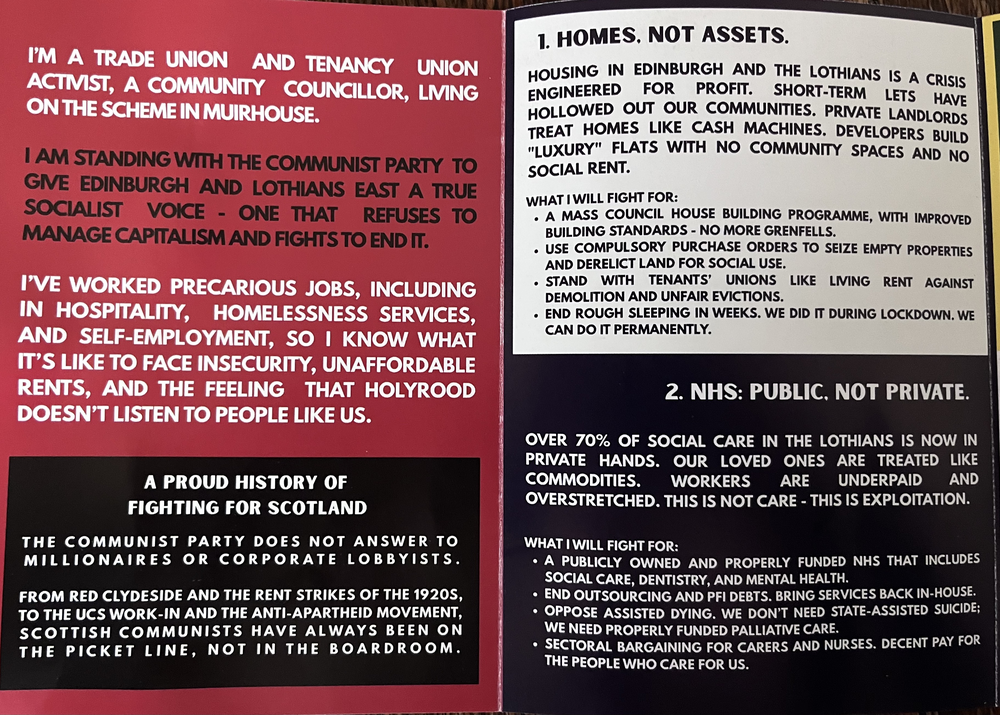 I'M A TRADE UNION AND TENANCY UNION
ACTIVIST, A COMMUNITY COUNCILLOR, LIVING
ON THE SCHEME IN MUIRHOUSE.
I AM STANDING WITH THE COMMUNIST PARTY TO
GIVE EDINBURGH AND LOTHIANS EAST A TRUE
SOCIALIST VOICE - ONE THAT REFUSES TO
MANAGE CAPITALISM AND FIGHTS TO END IT.
I'VE WORKED PRECARIOUS JOBS, INCLUDING
IN HOSPITALITY, HOMELESSNESS SERVICES,
AND SELF-EMPLOYMENT, SO I KNOW WHAT
IT'S LIKE TO FACE INSECURITY, UNAFFORDABLE
RENTS, AND THE FEELING THAT HOLYROOD
DOESN'T LISTEN TO PEOPLE LIKE US.
A PROUD HISTORY OF
FIGHTING FOR SCOTLAND
THE COMMUNIST PARTY DOES NOT ANSWER TO
MILLIONAIRES OR CORPORATE LOBBYISTS.
FROM RED CLYDESIDE AND THE RENT STRIKES OF THE 1920S,
TO THE UCS WORK-IN AND THE ANTI-APARTHEID MOVEMENT,
SCOTTISH COMMUNISTS HAVE ALWAYS BEEN ON
THE PICKET LINE, NOT IN THE BOARDROOM.
1. HOMES, NOT ASSETS.
HOUSING IN EDINBURGH AND THE LOTHIANS IS A CRISIS
ENGINEERED FOR PROFIT. SHORT-TERM LETS HAVE
HOLLOWED OUT OUR COMMUNITIES. PRIVATE LANDLORDS
TREAT HOMES LIKE CASH MACHINES. DEVELOPERS BUILD
"LUXURY" FLATS WITH NO COMMUNITY SPACES AND NO
SOCIAL RENT.
WHAT I WILL FIGHT FOR:
• A MASS COUNCIL HOUSE BUILDING PROGRAMME, WITH IMPROVED
BUILDING STANDARDS - NO MORE GRENFELLS.
• USE COMPULSORY PURCHASE ORDERS TO SEIZE EMPTY PROPERTIES
AND DERELICT LAND FOR SOCIAL USE.
• STAND WITH TENANTS' UNIONS LIKE LIVING RENT AGAINST
DEMOLITION AND UNFAIR EVICTIONS.
• END ROUGH SLEEPING IN WEEKS. WE DID IT DURING LOCKDOWN. WE
CAN DO IT PERMANENTLY.
2. NHS: PUBLIC, NOT PRIVATE.
OVER 70% OF SOCIAL CARE IN THE LOTHIANS IS NOW IN
PRIVATE HANDS. OUR LOVED ONES ARE TREATED LIKE
COMMODITIES. WORKERS ARE UNDERPAID AND
OVERSTRETCHED. THIS IS NOT CARE - THIS IS EXPLOITATION.
WHAT I WILL FIGHT FOR:
• A PUBLICLY OWNED AND PROPERLY FUNDED NHS THAT INCLUDES
SOCIAL CARE, DENTISTRY, AND MENTAL HEALTH.
• END OUTSOURCING AND PFI DEBTS. BRING SERVICES BACK IN-HOUSE.
• OPPOSE ASSISTED DYING. WE DON'T NEED STATE-ASSISTED SUICIDE;
WE NEED PROPERLY FUNDED PALLIATIVE CARE.
• SECTORAL BARGAINING FOR CARERS AND NURSES. DECENT PAY FOR
THE PEOPLE WHO CARE FOR US.